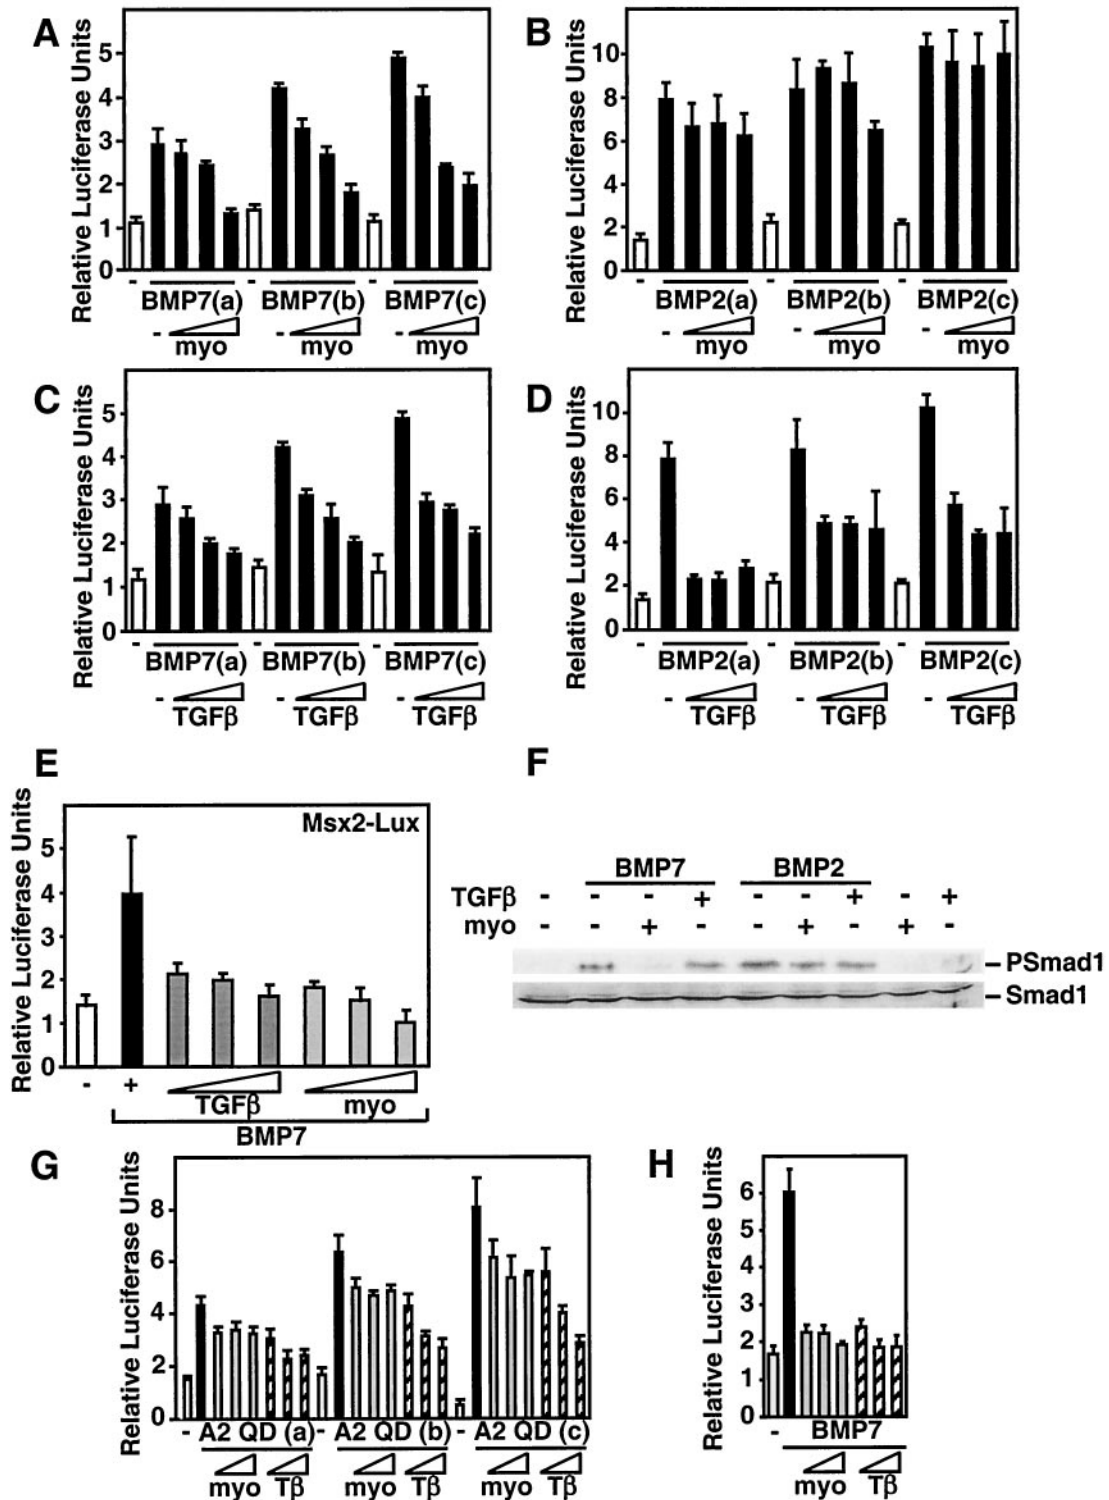 A
Relative Luciferase Units
5
4
3
2
1
0
- BMP7(a) - BMP7(b) - BMP7(c)
- myo - myo - myo
B
Relative Luciferase Units
10
8
6
4
2
0
- BMP2(a) - BMP2(b) - BMP2(c)
- myo - myo - myo
C
Relative Luciferase Units
5
4
3
2
1
0
- BMP7(a) - BMP7(b) - BMP7(c)
- TGFβ - TGFβ - TGFβ
D
Relative Luciferase Units
10
8
6
4
2
0
- BMP2(a) - BMP2(b) - BMP2(c)
- TGFβ - TGFβ - TGFβ
E
Relative Luciferase Units
Msx2-Lux
5
4
3
2
1
0
- + TGFβ myo
BMP7
F
BMP7 BMP2
TGFβ - - - + - - + - +
myo - - + - - + - + -
PSmad1
Smad1
G
Relative Luciferase Units
8
6
4
2
0
- A2 QD (a) - A2 QD (b) - A2 QD (c)
myo Tβ myo Tβ myo Tβ
H
Relative Luciferase Units
6
5
4
3
2
1
0
- BMP7
myo Tβ